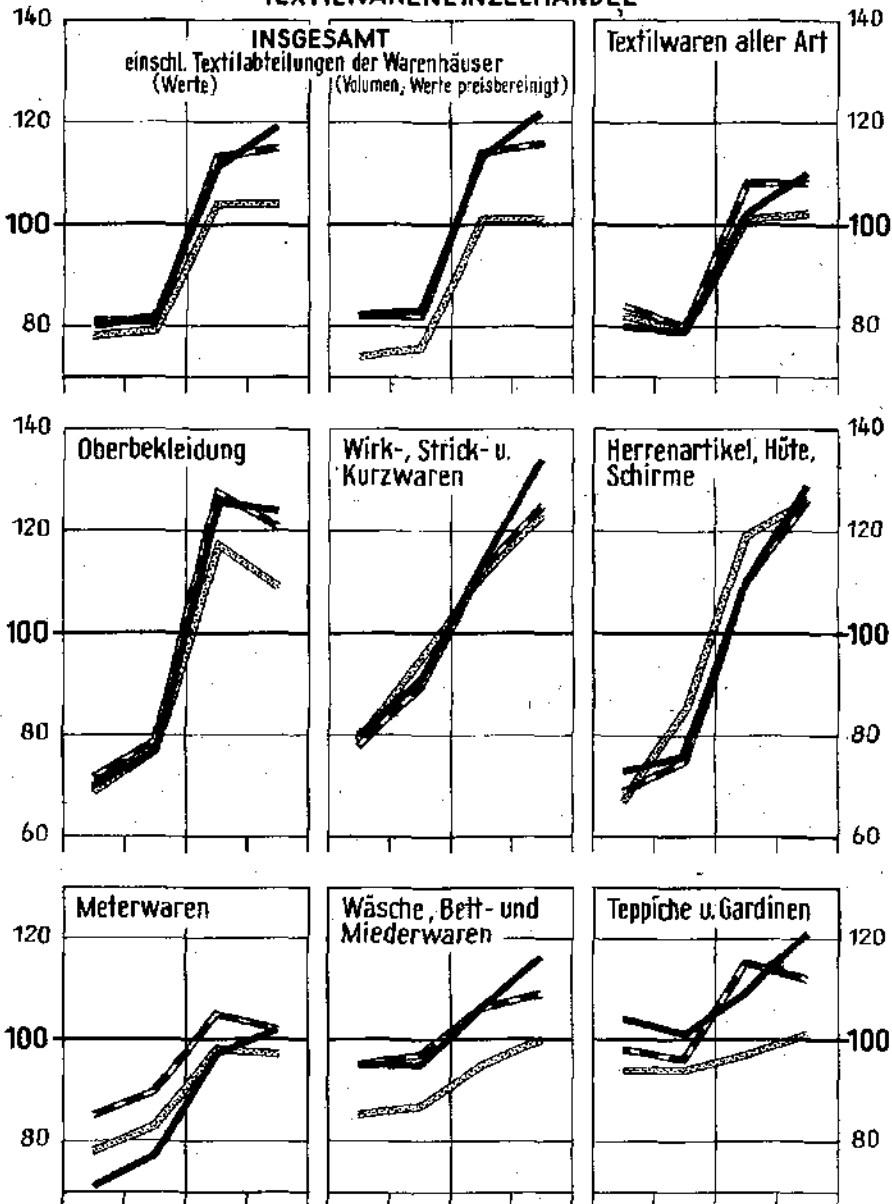 TEXTILWARENEINZELHANDEL
140
INSGESAMT
einschl. Textilabteilungen der Warenhäuser
(Werte)
(Volumen, Werte preisbereinigt)
Textilwaren aller Art
140
120
120
100
100
80
80
140
Oberbekleidung
Wirk-, Strick- u.
Kurzwaren
Herrenartikel, Hüte,
Schirme
140
120
120
100
100
80
80
60
60
Meterwaren
Wäsche, Bett- und
Miederwaren
Teppiche u. Gardinen
120
120
100
100
80
80